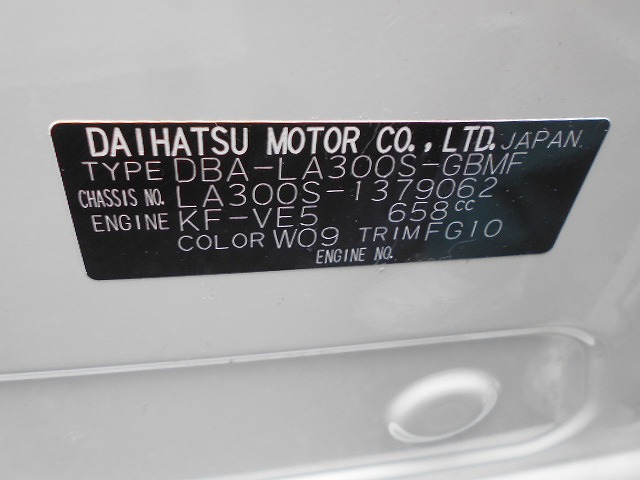 DAIHATSU MOTOR CO., LTD. JAPAN.
TYPE DBA-LA300S-GBMF
CHASSIS NO. LA300S-1379062
ENGINE KF-VE5 658cc
COLOR W09 TRIM FG10
ENGINE NO.